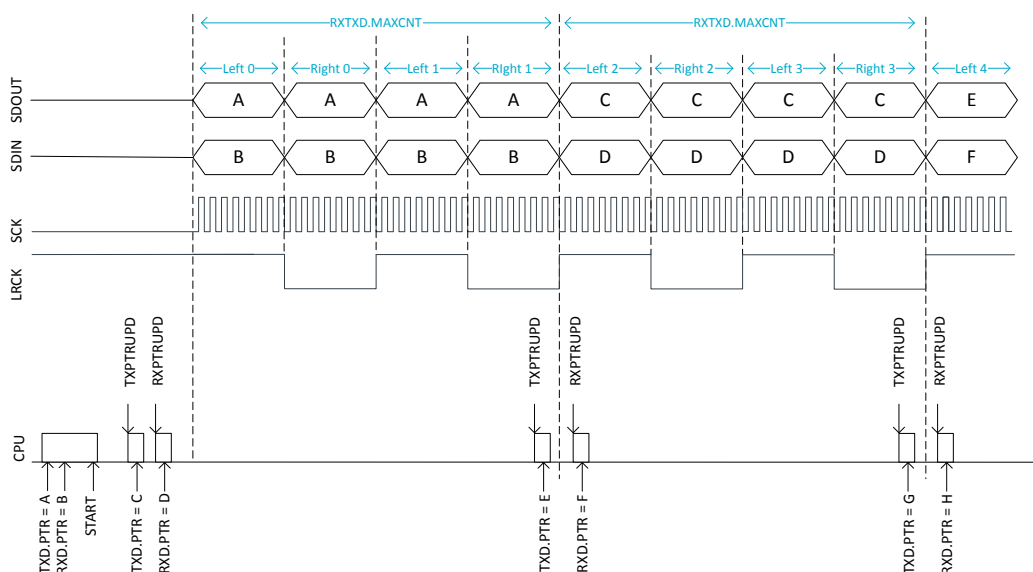 RXTXD.MAXCNT RXTXD.MAXCNT
Left 0 Right 0 Left 1 RIght 1 Left 2 Right 2 Left 3 Right 3 Left 4
SDOUT A A A A C C C C E
SDIN B B B B D D D D F
SCK
LRCK
TXPTRUPD RXPTRUPD TXPTRUPD RXPTRUPD TXPTRUPD RXPTRUPD
CPU
TXD.PTR = A RXD.PTR = B START TXD.PTR = C RXD.PTR = D TXD.PTR = E RXD.PTR = F TXD.PTR = G RXD.PTR = H